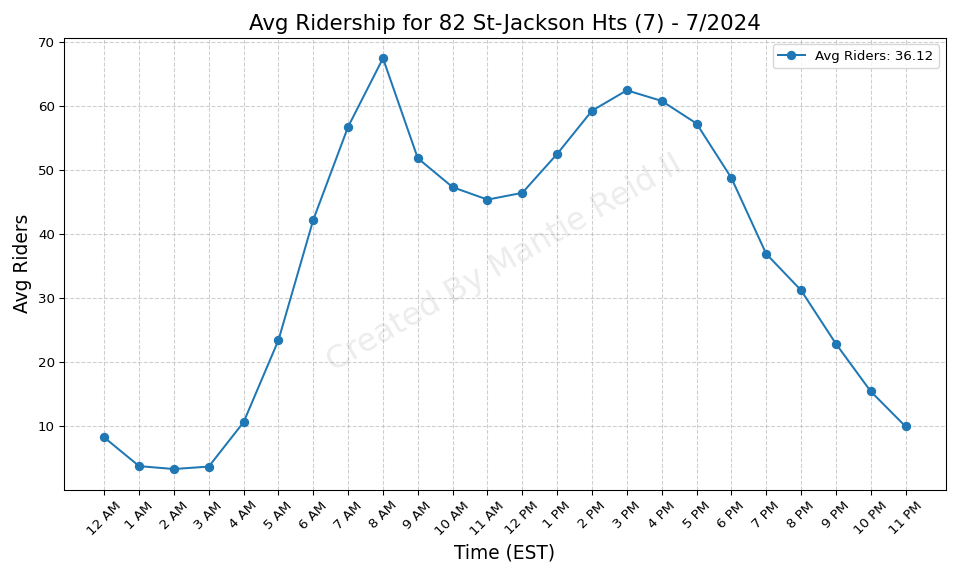 Avg Ridership for 82 St-Jackson Hts (7) - 7/2024
Avg Riders: 36.12
70
60
50
40
30
20
10
Avg Riders
Created By Mantie Reid II
12 AM
1 AM
2 AM
3 AM
4 AM
5 AM
6 AM
7 AM
8 AM
9 AM
10 AM
11 AM
12 PM
1 PM
2 PM
3 PM
4 PM
5 PM
6 PM
7 PM
8 PM
9 PM
10 PM
11 PM
Time (EST)